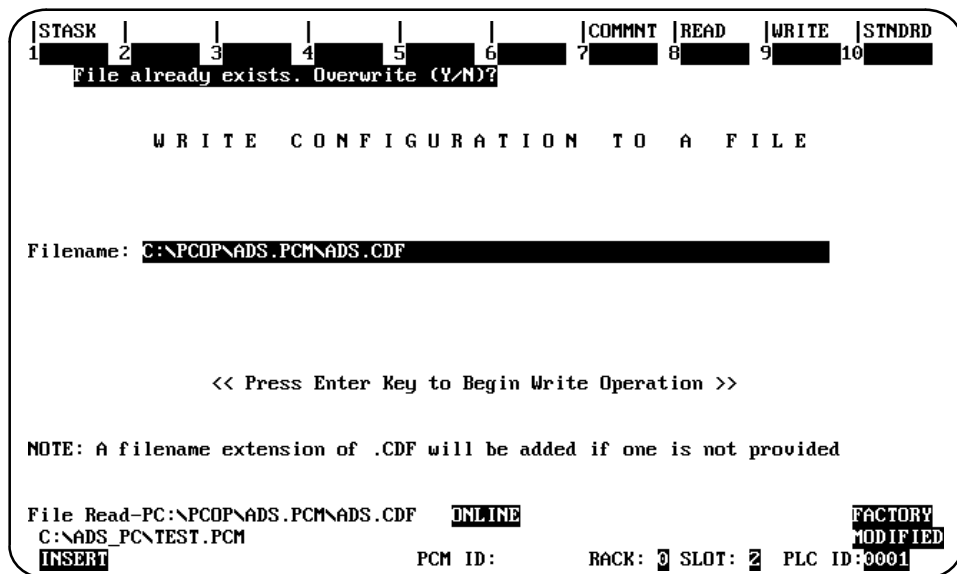 |STASK | | | | | |COMMNT |READ |WRITE |STNDRD
1 2 3 4 5 6 7 8 9 10
File already exists. Overwrite (Y/N)?
W R I T E C O N F I G U R A T I O N T O A F I L E
Filename: C:\PCOP\ADS.PCM\ADS.CDF
<< Press Enter Key to Begin Write Operation >>
NOTE: A filename extension of .CDF will be added if one is not provided
File Read-PC:\PCOP\ADS.PCM\ADS.CDF ONLINE FACTORY
C:\ADS_PC\TEST.PCM MODIFIED
INSERT PCM ID: RACK: 0 SLOT: 2 PLC ID:0001